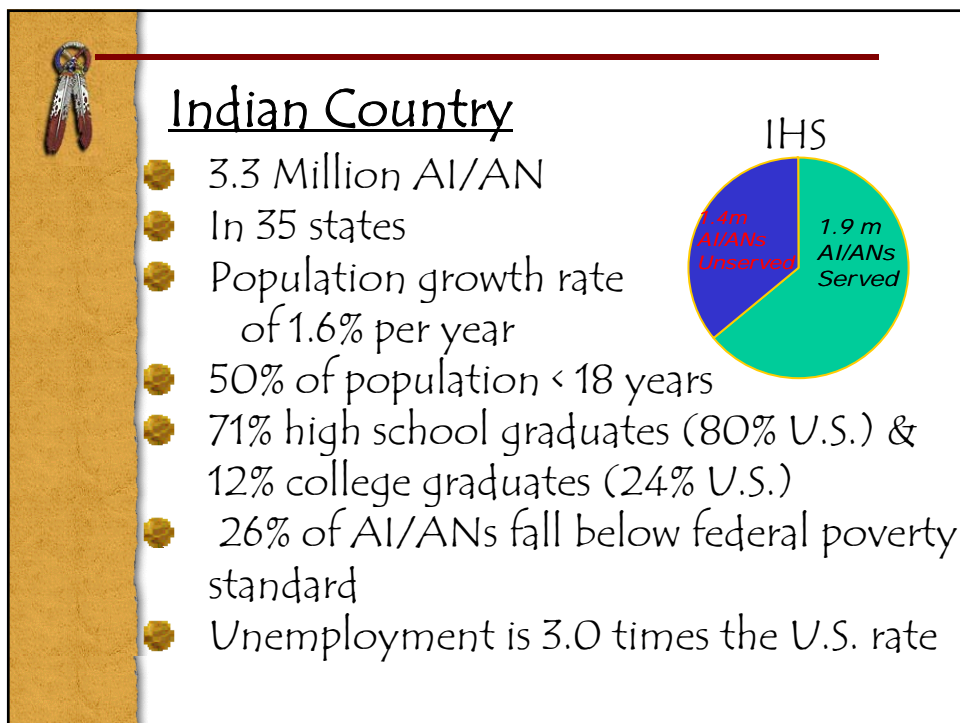 Indian Country
IHS
3.3 Million AI/AN
In 35 states
Population growth rate
of 1.6% per year
50% of population < 18 years
71% high school graduates (80% U.S.) &
12% college graduates (24% U.S.)
26% of AI/ANs fall below federal poverty
standard
Unemployment is 3.0 times the U.S. rate
1.4m
AI/ANs
Unserved
1.9 m
AI/ANs
Served